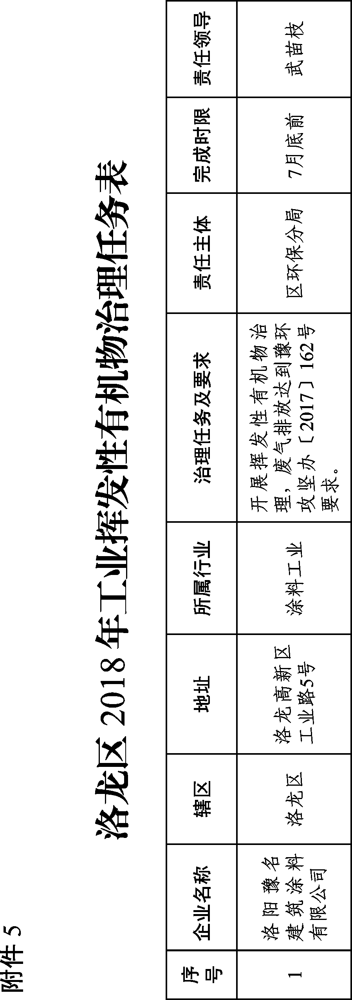 附件 5
洛龙区 2018 年工业挥发性有机物治理任务表
序
号
企业名称
辖区
地址
所属行业
治理任务及要求
责任主体
完成时限
责任领导
1
洛阳豫名
建筑涂料
有限公司
洛龙区
洛龙高新区
工业路5号
涂料工业
开展挥发性有机物治
理，废气排放达到豫环
攻坚办〔2017〕162号
要求。
区环保分局
7月底前
武苗枝